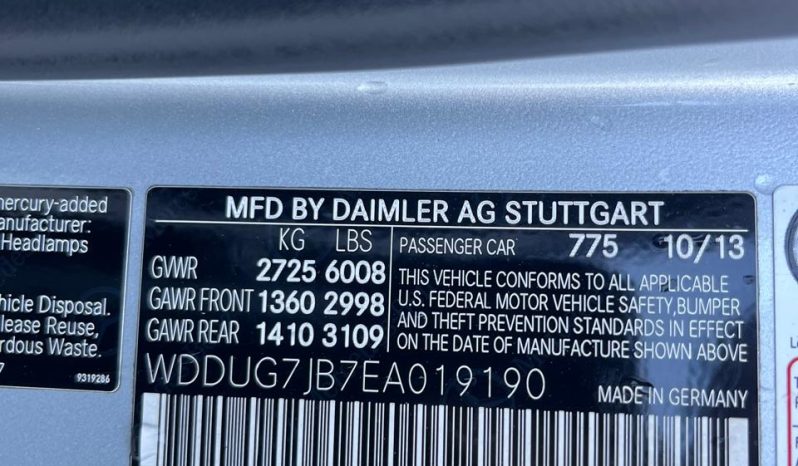 mercury-added
anufacturer:
Headlamps
hicle Disposal.
lease Reuse,
ardous Waste.
7 9319286
MFD BY DAIMLER AG STUTTGART
KG LBS
GWR 2725 6008
GAWR FRONT 1360 2998
GAWR REAR 1410 3109
PASSENGER CAR 775 10/13
THIS VEHICLE CONFORMS TO ALL APPLICABLE
U.S. FEDERAL MOTOR VEHICLE SAFETY,BUMPER
AND THEFT PREVENTION STANDARDS IN EFFECT
ON THE DATE OF MANUFACTURE SHOWN ABOVE
WDDUG7JB7EA019190
MADE IN GERMANY